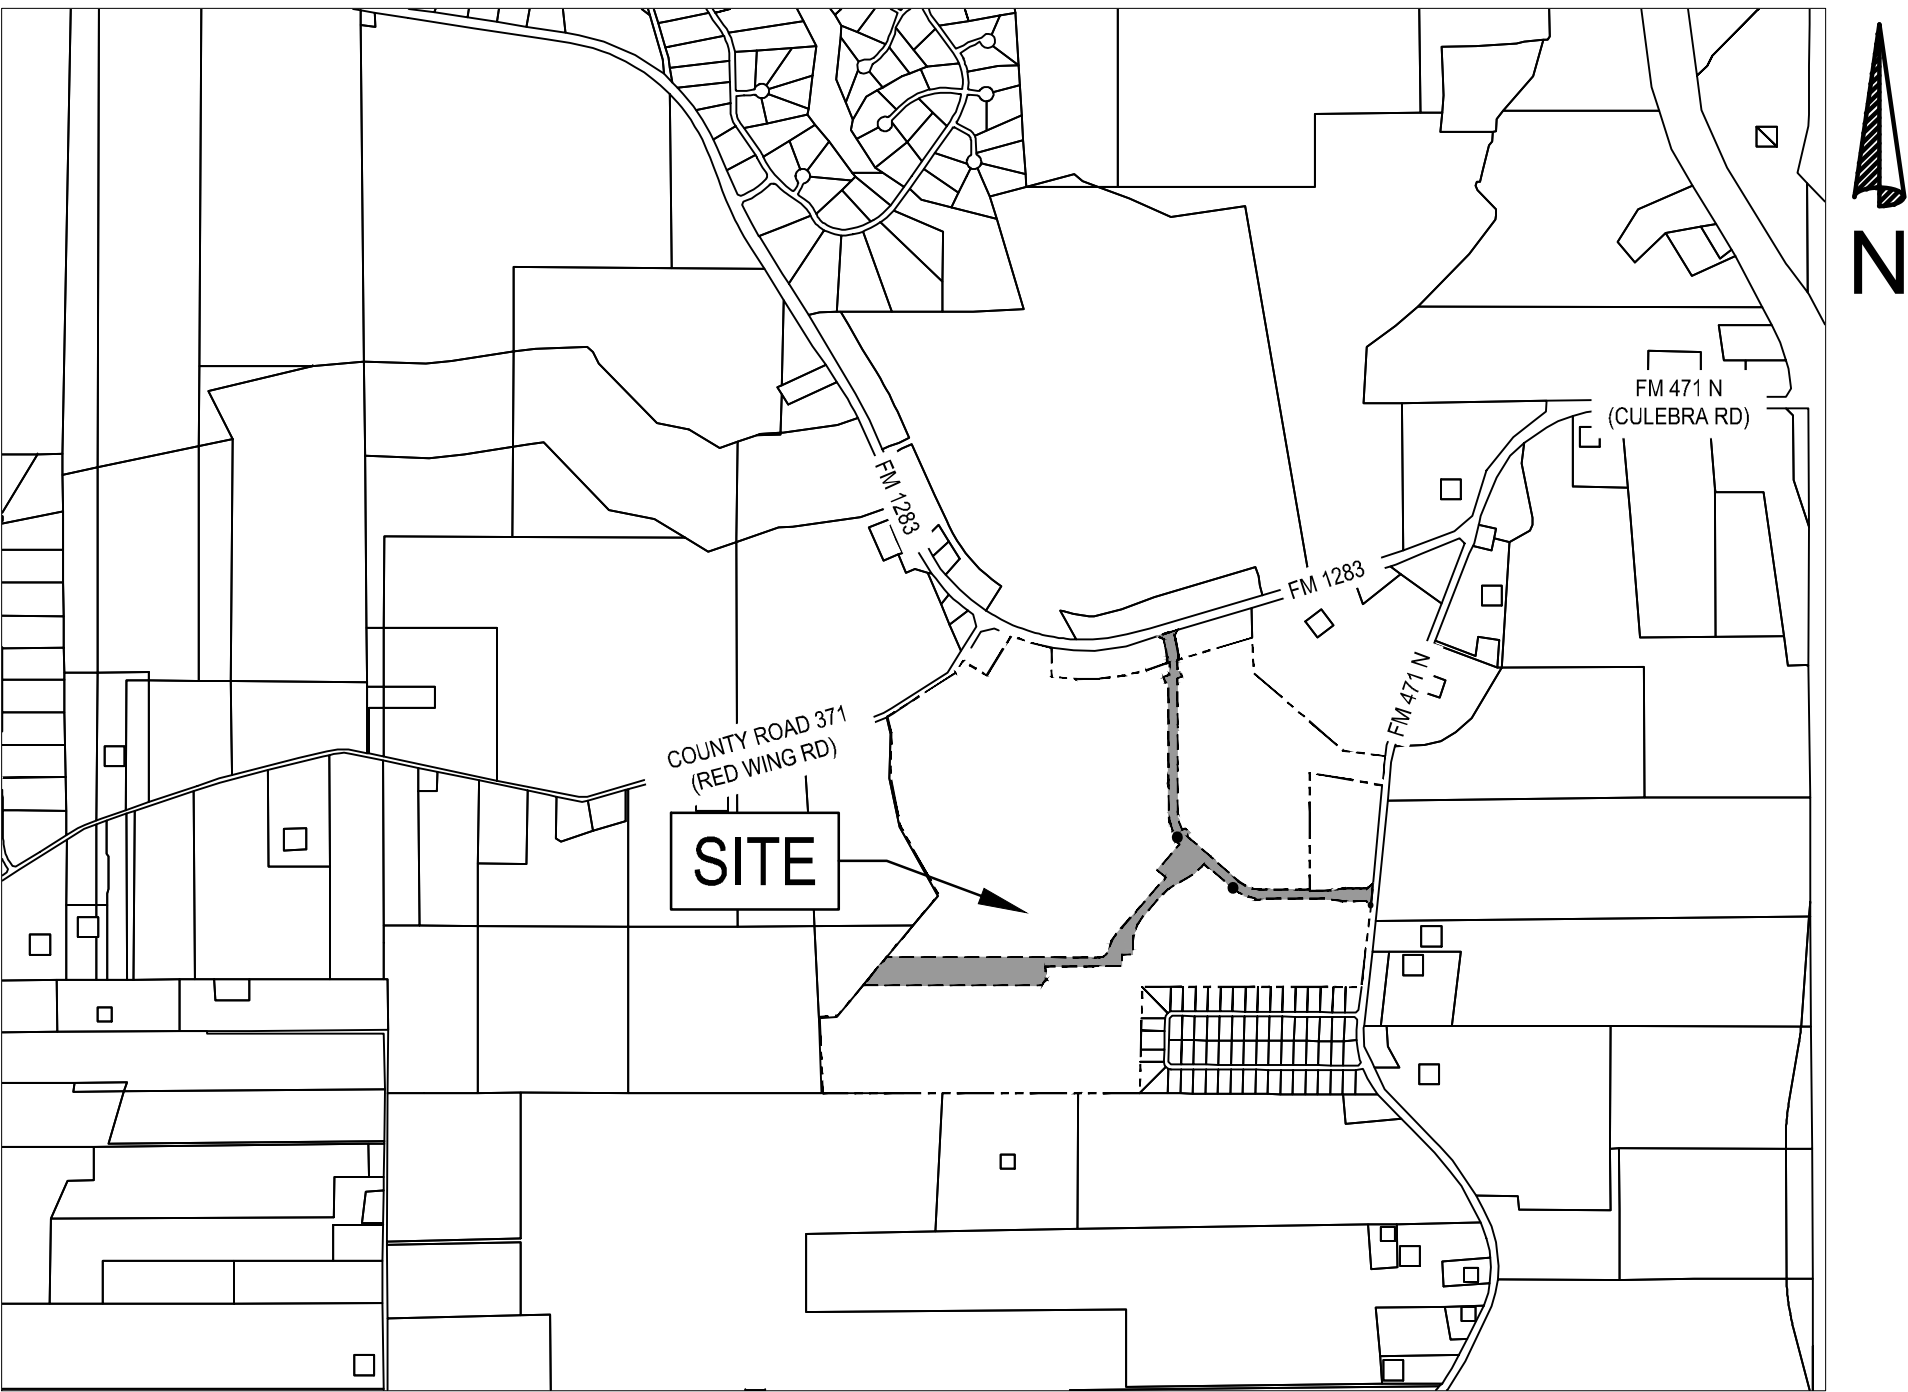 N
FM 471 N
(CULEBRA RD)
FM 1283
FM 1283
FM 471 N
COUNTY ROAD 371
(RED WING RD)
SITE